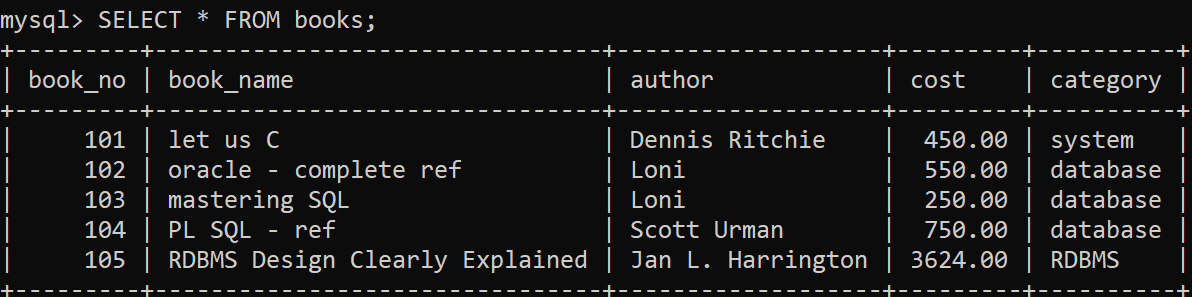 mysql> SELECT * FROM books;
+---------+--------------------------------+-------------------+---------+----------+
| book_no | book_name                      | author            | cost    | category |
+---------+--------------------------------+-------------------+---------+----------+
|     101 | let us C                       | Dennis Ritchie    |  450.00 | system   |
|     102 | oracle - complete ref          | Loni              |  550.00 | database |
|     103 | mastering SQL                  | Loni              |  250.00 | database |
|     104 | PL SQL - ref                   | Scott Urman       |  750.00 | database |
|     105 | RDBMS Design Clearly Explained | Jan L. Harrington | 3624.00 | RDBMS    |
+---------+--------------------------------+-------------------+---------+----------+